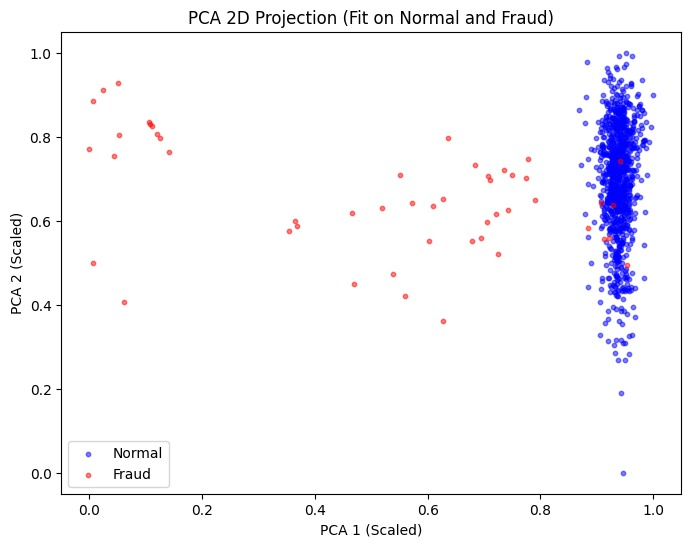 PCA 2D Projection (Fit on Normal and Fraud)
PCA 2 (Scaled)
1.0
0.8
0.6
0.4
0.2
0.0
Normal
Fraud
0.0 0.2 0.4 0.6 0.8 1.0
PCA 1 (Scaled)